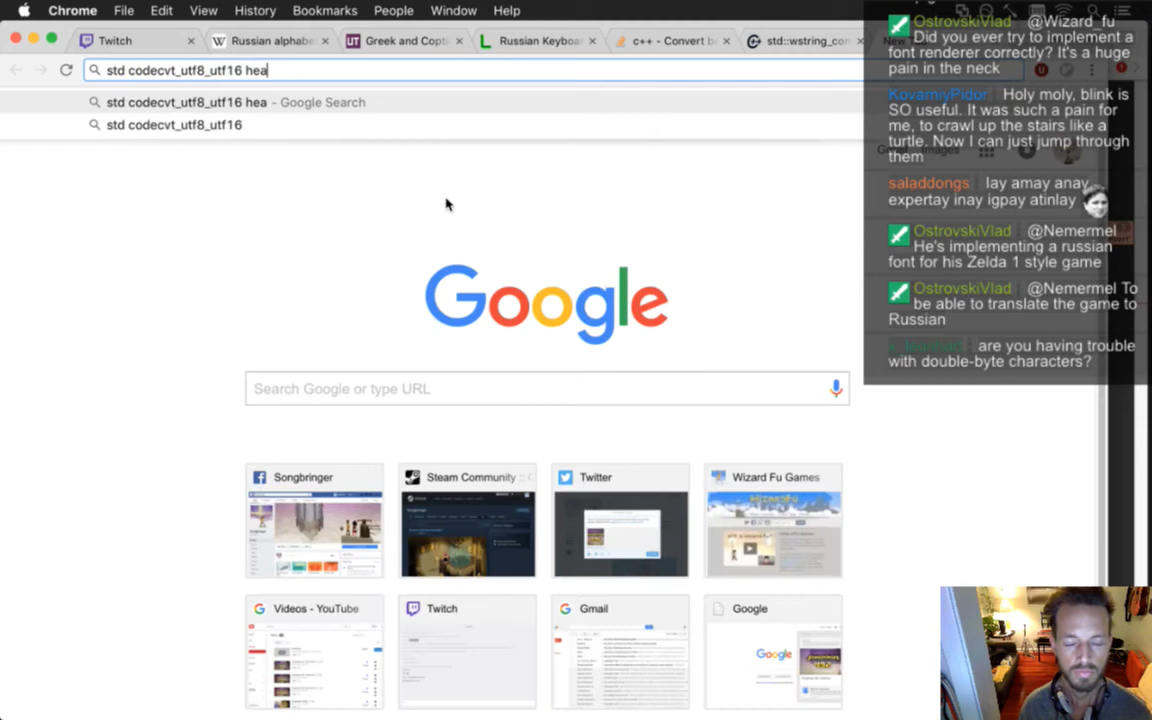 Chrome File Edit View History Bookmarks People Window Help
Twitch
Russian alphabet
Greek and Copti
Russian Keyboar
c++ - Convert be
std::wstring_con
std codecvt_utf8_utf16 hea
std codecvt_utf8_utf16 hea - Google Search
std codecvt_utf8_utf16
Google
Search Google or type URL
Songbringer
Steam Community :: G
Twitter
Wizard Fu Games
Videos - YouTube
Twitch
Gmail
Google
OstrovskiVlad @Wizard_fu
Did you ever try to implement a
font renderer correctly? It's a huge
pain in the neck
KovarniyPidor Holy moly, blink is
SO useful. It was such a pain for
me, to crawl up the stairs like a
turtle. Now I can just jump through
them
saladdongs lay amay anay
expertay inay igpay atinlay
OstrovskiVlad @Nemermel
He's implementing a russian
font for his Zelda 1 style game
OstrovskiVlad @Nemermel To
be able to translate the game to
Russian
are you having trouble
with double-byte characters?